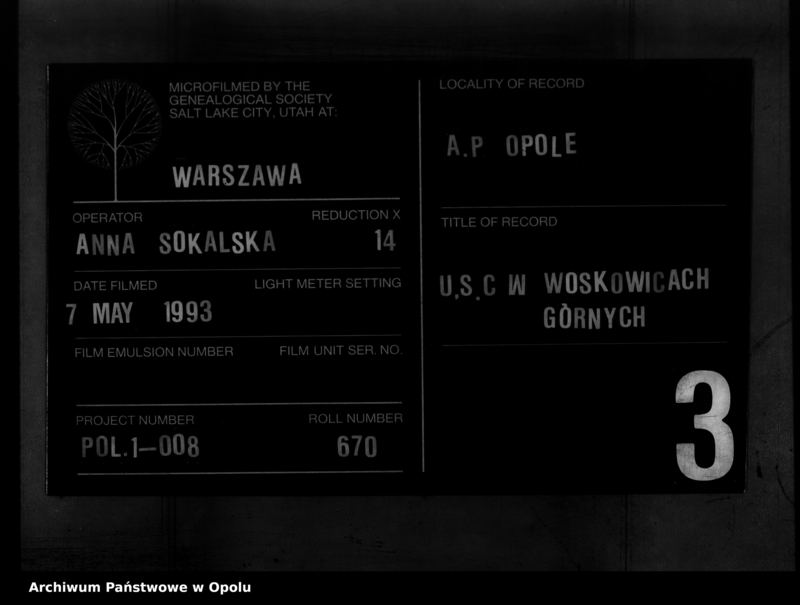 MICROFILMED BY THE
GENEALOGICAL SOCIETY
SALT LAKE CITY, UTAH AT:
WARSZAWA
OPERATOR
REDUCTION X
ANNA SOKALSKA
14
DATE FILMED
LIGHT METER SETTING
7 MAY 1993
FILM EMULSION NUMBER
FILM UNIT SER. NO.
PROJECT NUMBER
ROLL NUMBER
POL.1—008
670
LOCALITY OF RECORD
A.P OPOLE
TITLE OF RECORD
U.S.C W WOSKOWICACH
GÒRNYCH
3
Archiwum Państwowe w Opolu